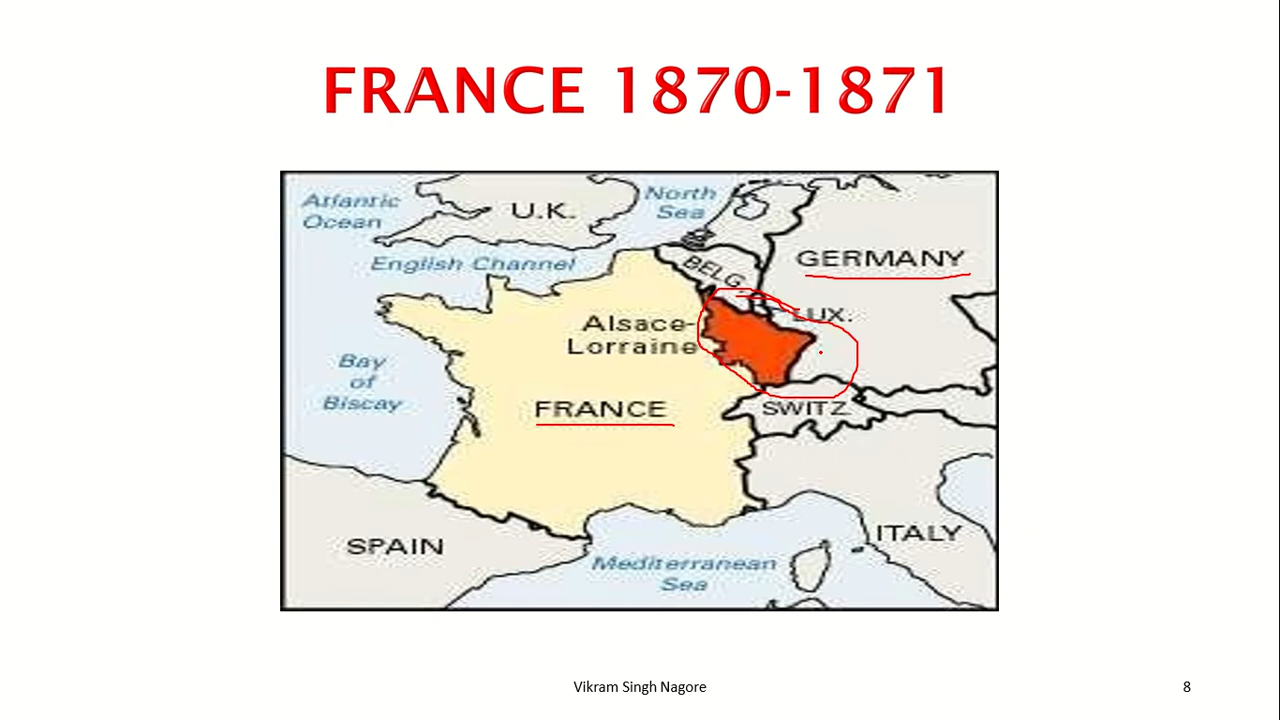 FRANCE 1870-1871
Atlantic
Ocean
U.K.
North
Sea
English Channel
BELG.
GERMANY
LUX.
Alsace-
Lorraine
Bay
of
Biscay
FRANCE
SWITZ.
SPAIN
ITALY
Mediterranean
Sea
Vikram Singh Nagore
8